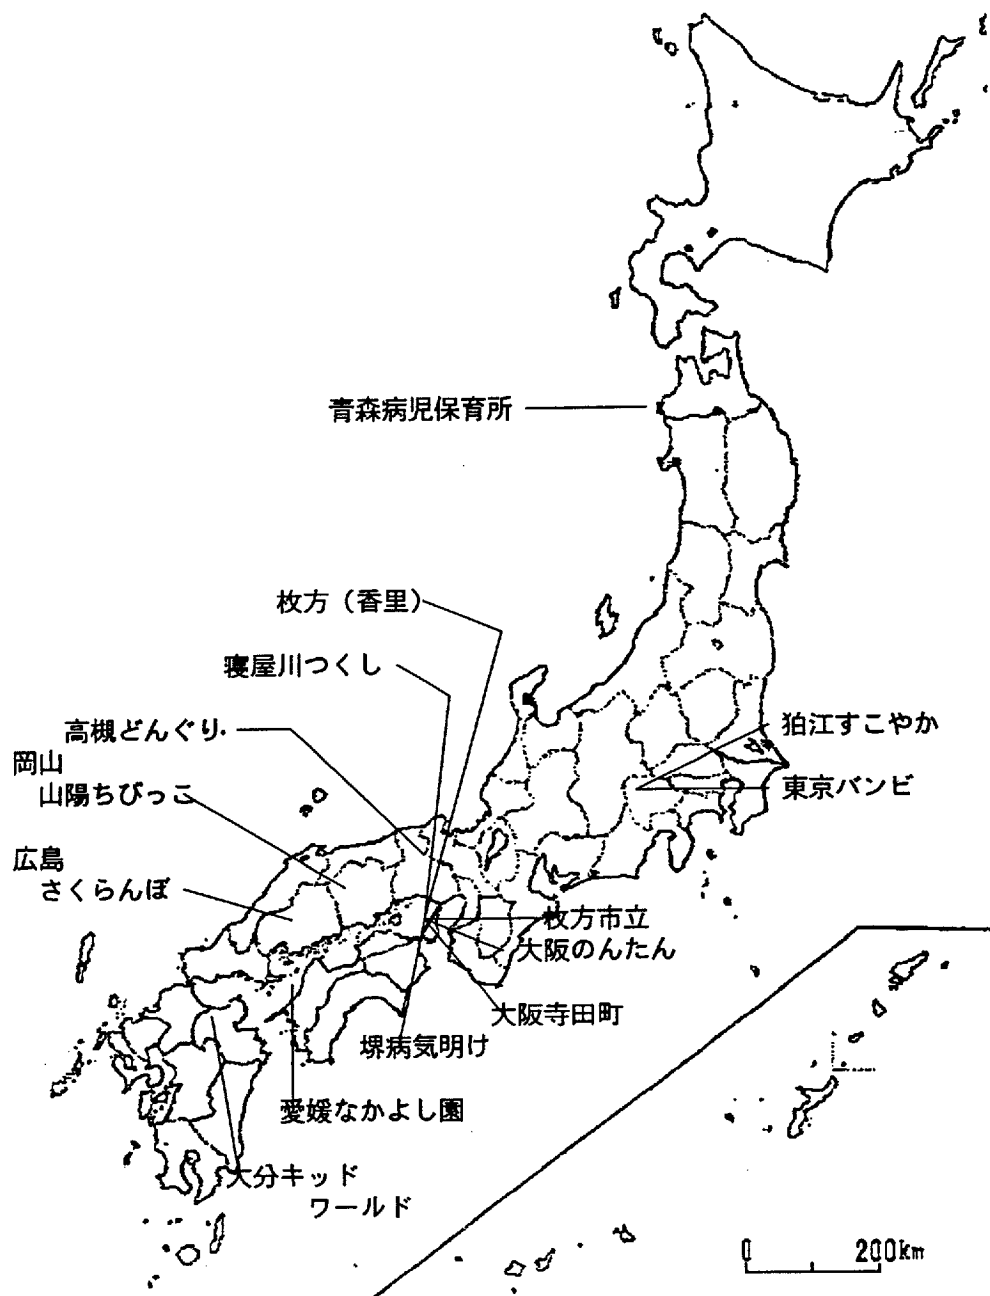 青森病児保育所
枚方（香里）
寝屋川つくし
高槻どんぐり
岡山
山陽ちびっこ
狛江すこやか
東京バンビ
広島
さくらんぼ
枚方市立
大阪のんたん
大阪寺田町
堺病気明け
愛媛なかよし園
大分キッド
ワールド
0 200km